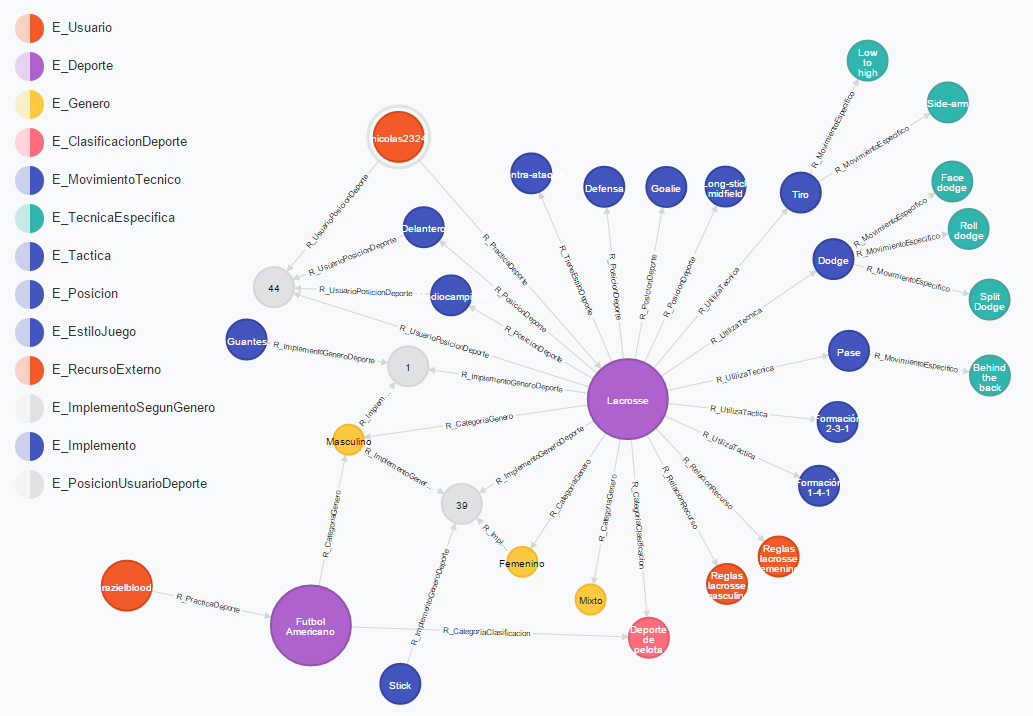 E_Usuario
E_Deporte
E_Genero
E_ClasificacionDeporte
E_MovimientoTecnico
E_TecnicaEspecifica
E_Tactica
E_Posicion
E_EstiloJuego
E_RecursoExterno
E_ImplementoSegunGenero
E_Implemento
E_PosicionUsuarioDeporte
nicolas2324
R_UsuarioPosicionDeporte
R_PracticaDeporte
Contra-ataque
R_TieneEstiloDeporte
Defensa
R_PosicionDeporte
Goalie
R_PosicionDeporte
Long-stick
midfield
R_PosicionDeporte
Tiro
R_UtilizaTecnica
Low
to
high
R_MovimientoEspecifico
Side-arm
R_MovimientoEspecifico
Dodge
R_UtilizaTecnica
Face
dodge
R_MovimientoEspecifico
Roll
dodge
R_MovimientoEspecifico
Split
Dodge
R_MovimientoEspecifico
Delantero
R_UsuarioPosicionDeporte
R_PosicionDeporte
44
diocampi
R_UsuarioPosicionDeporte
R_PosicionDeporte
R_UsuarioPosicionDeporte
Guantes
R_ImplementoGeneroDeporte
1
R_ImplementoGeneroDeporte
R_Implem...
Lacrosse
Pase
R_UtilizaTecnica
R_MovimientoEspecifico
Behind
the
back
Formación
2-3-1
R_UtilizaTactica
Formación
1-4-1
R_UtilizaTactica
Masculino
R_CategoriaGenero
R_ImplementoGener...
R_ImplementoGeneroDeporte
39
R_Impl...
Femenino
R_CategoriaGenero
Mixto
R_CategoriaGenero
R_CategoriaClasificacion
R_RelacionRecurso
R_RelacionRecurso
Reglas
lacrosse
femenino
Reglas
lacrosse
masculino
R_CategoriaGenero
razielblood
R_PracticaDeporte
Futbol
Americano
R_CategoriaClasificacion
Deporte
de
pelota
R_ImplementoGeneroDeporte
Stick